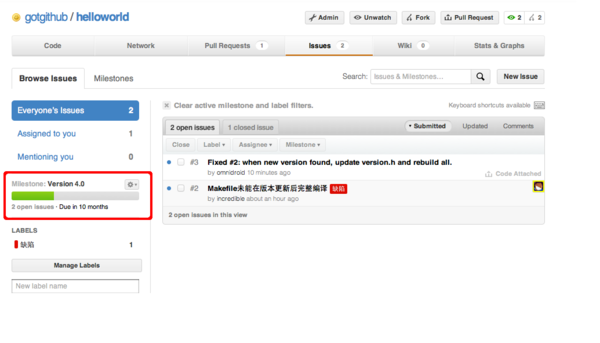 gotgithub / helloworld
Admin
Unwatch
Fork
Pull Request
2
2
Code
Network
Pull Requests 1
Issues 2
Wiki 0
Stats & Graphs
Browse Issues
Milestones
Search:
Issues & Milestones...
New Issue
Everyone's Issues 2
Assigned to you 1
Mentioning you 0
Milestone: Version 4.0
2 open issues · Due in 10 months
LABELS
缺陷 1
Manage Labels
New label name
Clear active milestone and label filters.
Keyboard shortcuts available
2 open issues
1 closed issue
Submitted
Updated
Comments
Close
Label
Assignee
Milestone
#3 Fixed #2: when new version found, update version.h and rebuild all.
by omnidroid 10 minutes ago
Code Attached
#2 Makefile未能在版本更新后完整编译 缺陷
by incredible about an hour ago
2 open issues in this view